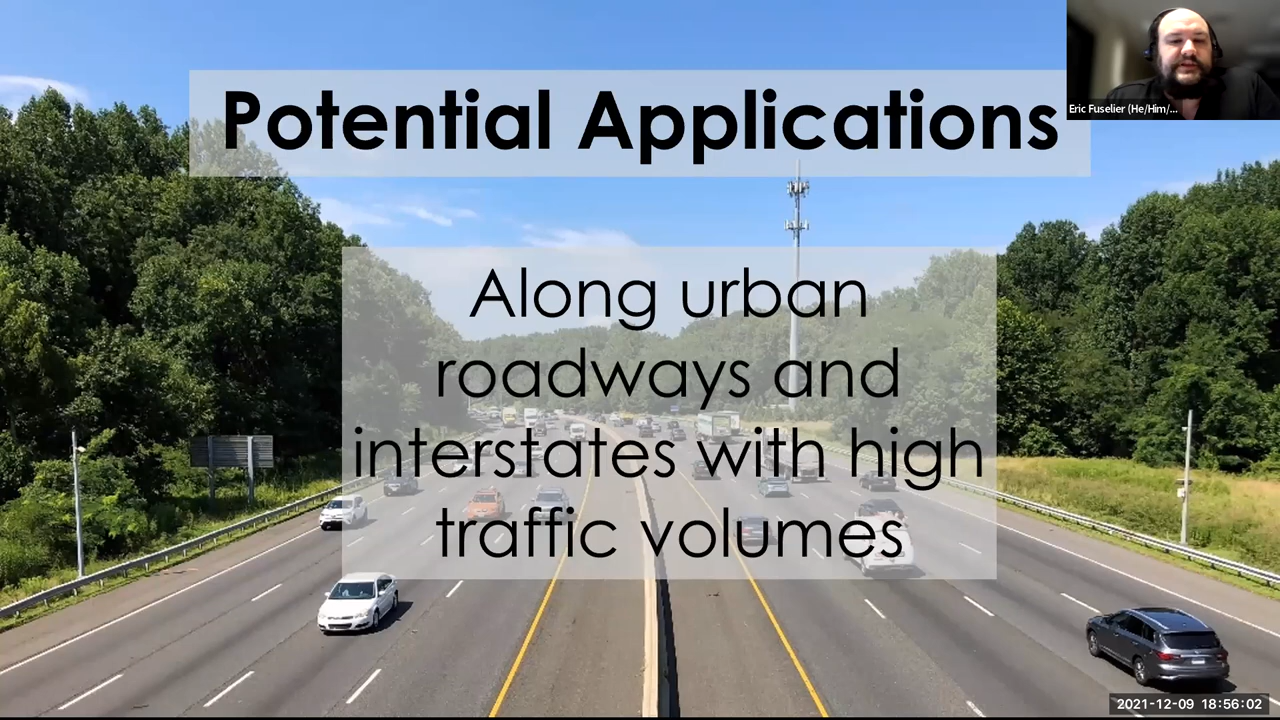 Potential Applications
Eric Fuselier (He/Him/...
Along urban
roadways and
interstates with high
traffic volumes
2021-12-09 18:56:02